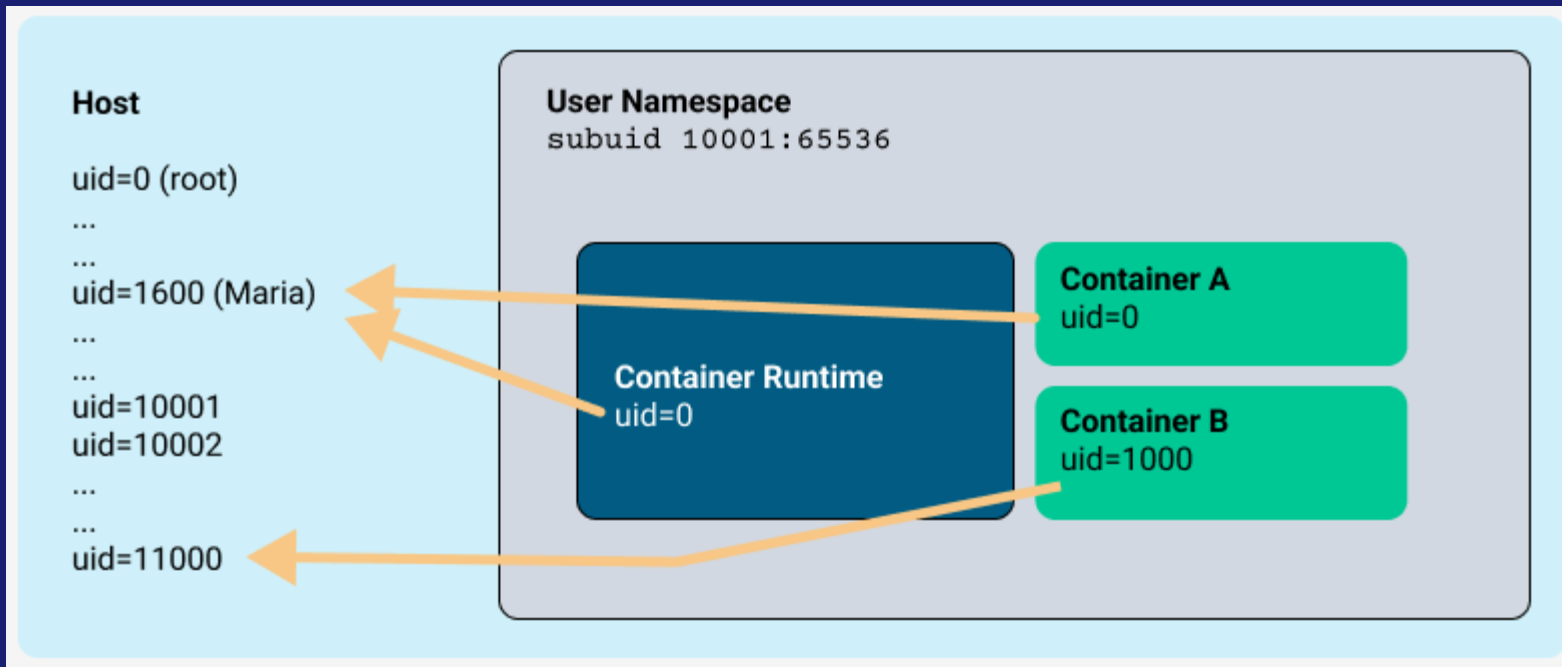 Host
uid=0 (root)
...
...
uid=1600 (Maria)
...
...
uid=10001
uid=10002
...
...
uid=11000
User Namespace
subuid 10001:65536
Container Runtime
uid=0
Container A
uid=0
Container B
uid=1000